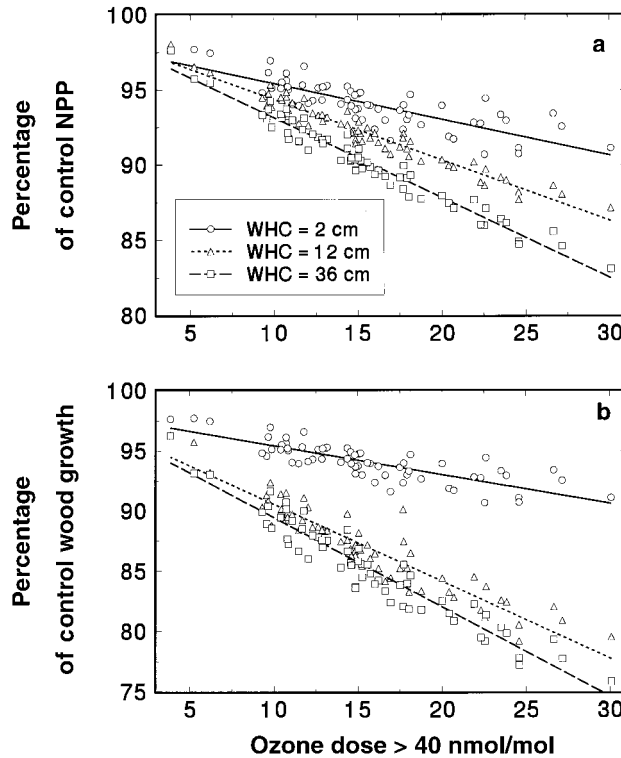 a
Percentage
of control NPP
100
95
90
85
80
WHC = 2 cm
WHC = 12 cm
WHC = 36 cm
5 10 15 20 25 30
b
Percentage
of control wood growth
100
95
90
85
80
75
5 10 15 20 25 30
Ozone dose > 40 nmol/mol